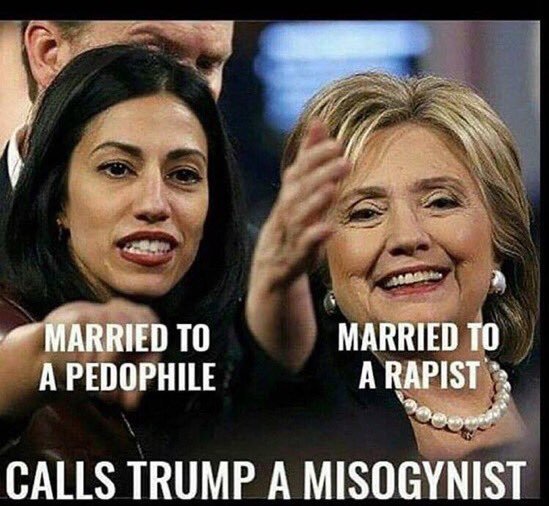 MARRIED TO
A PEDOPHILE
MARRIED TO
A RAPIST
CALLS TRUMP A MISOGYNIST